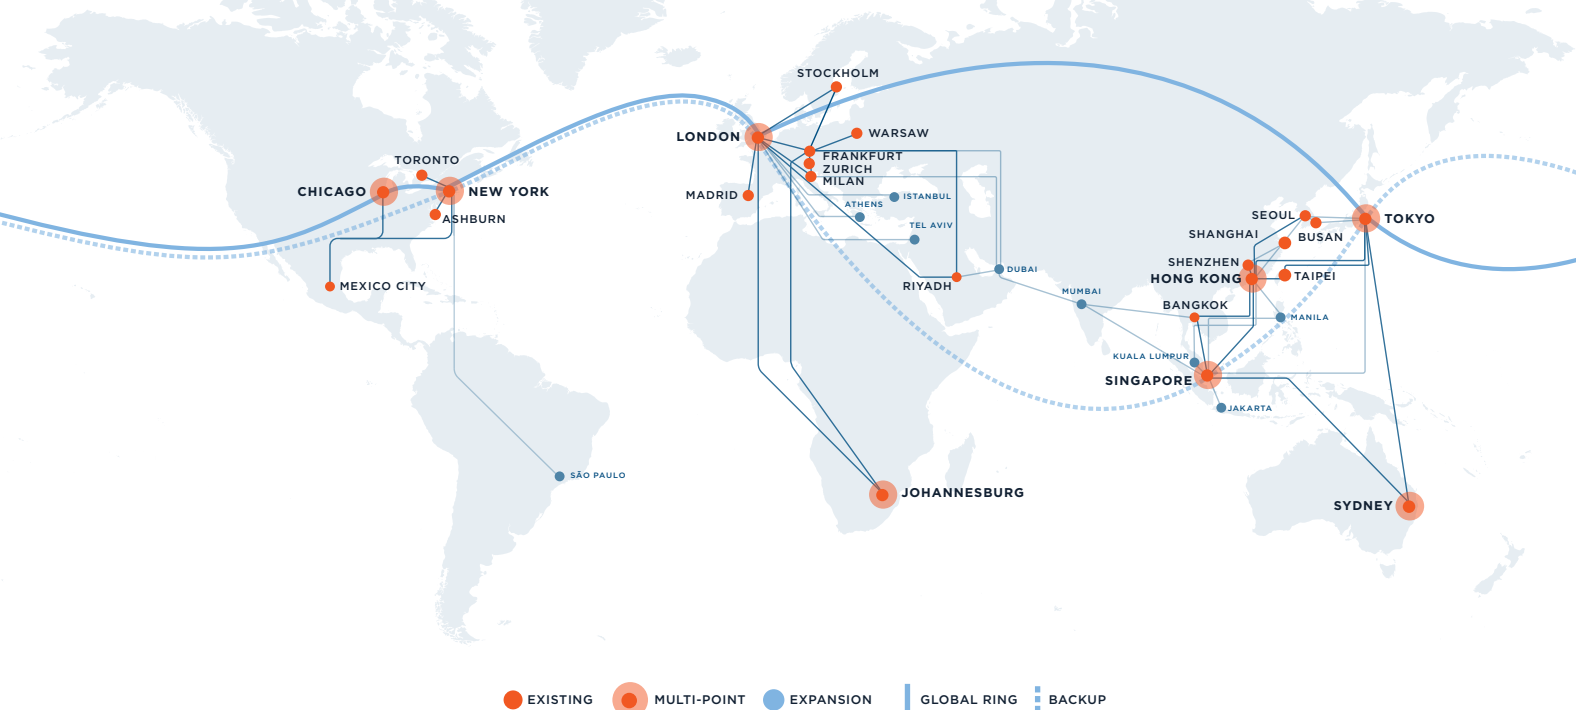 STOCKHOLM
LONDON
WARSAW
FRANKFURT
TORONTO
ZURICH
MILAN
CHICAGO
NEW YORK
MADRID
ISTANBUL
ATHENS
ASHBURN
SEOUL
TOKYO
TEL AVIV
SHANGHAI
BUSAN
SHENZHEN
DUBAI
HONG KONG
TAIPEI
MEXICO CITY
RIYADH
MUMBAI
BANGKOK
MANILA
KUALA LUMPUR
SINGAPORE
JAKARTA
SÃO PAULO
JOHANNESBURG
SYDNEY
EXISTING
MULTI-POINT
EXPANSION
GLOBAL RING
BACKUP